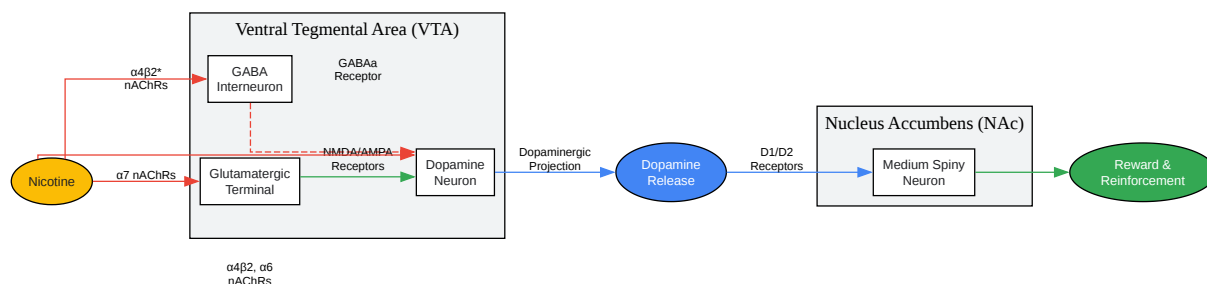 Ventral Tegmental Area (VTA)
α4β2*
nAChRs
GABA
Interneuron
GABAa
Receptor
Nucleus Accumbens (NAc)
Nicotine
α7 nAChRs
Glutamatergic
Terminal
NMDA/AMPA
Receptors
Dopamine
Neuron
Dopaminergic
Projection
Dopamine
Release
D1/D2
Receptors
Medium Spiny
Neuron
Reward &
Reinforcement
α4β2, α6
nAChRs